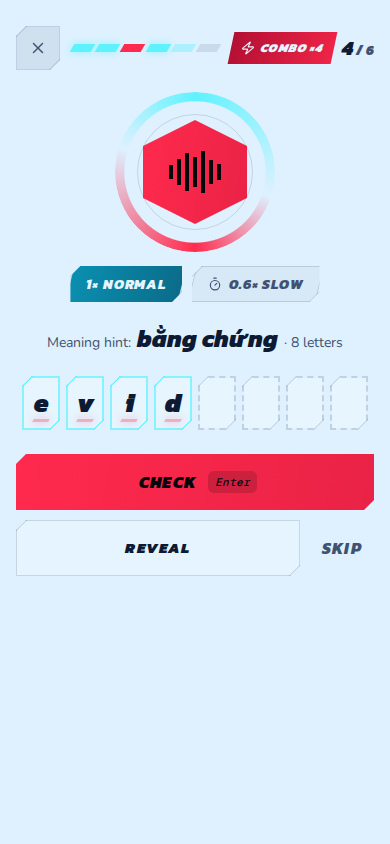 COMBO ×4 4 / 6
1× NORMAL 0.6× SLOW
Meaning hint: bằng chứng · 8 letters
e v i d
CHECK Enter
REVEAL SKIP